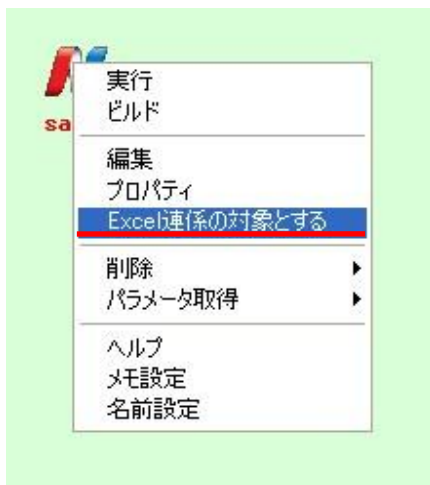 sa
実行
ビルド
編集
プロパティ
Excel連係の対象とする
削除
パラメータ取得
ヘルプ
メモ設定
名前設定